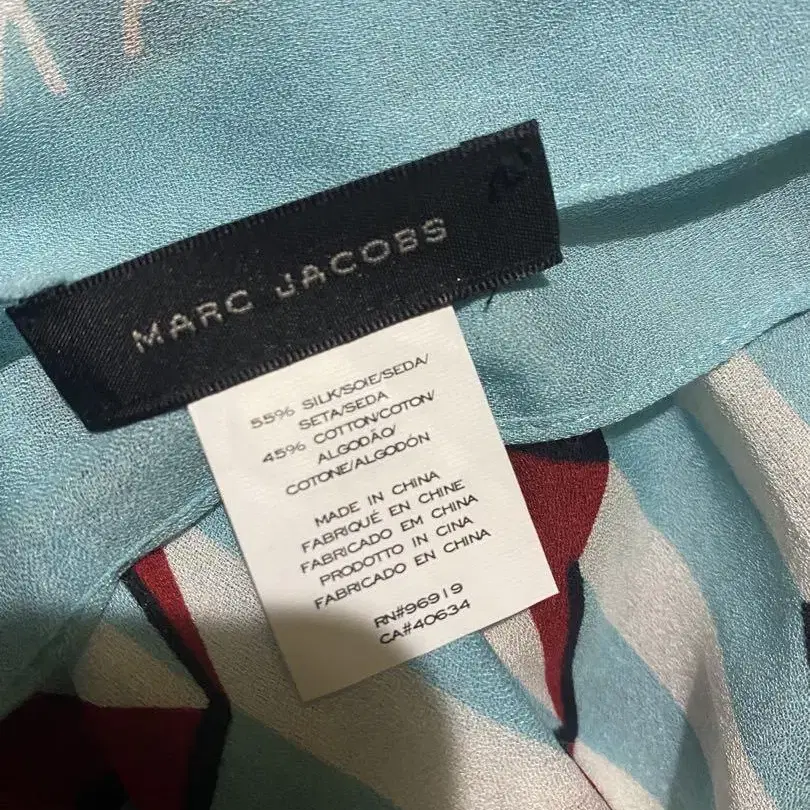 MARC JACOBS
55% SILK/SOIE/SEDA/
SETA/SEDA
45% COTTON/COTON/
ALGODÃO/
COTONE/ALGODÓN
MADE IN CHINA
FABRIQUÉ EN CHINE
FABRICADO EM CHINA
PRODOTTO IN CINA
FABRICADO EN CHINA
RN#96919
CA#40634